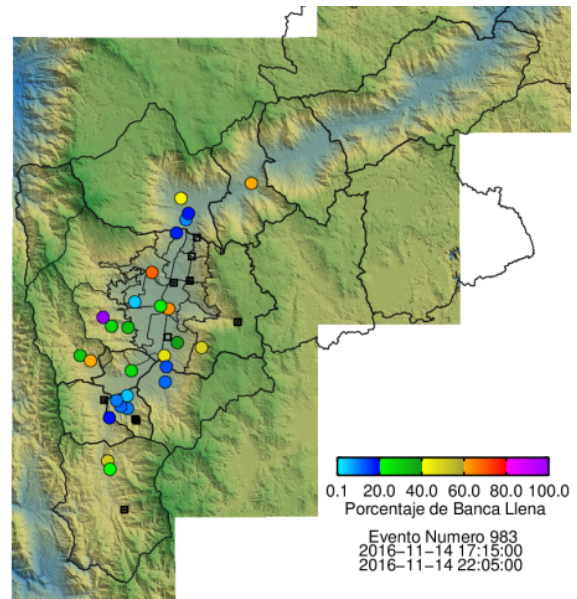 0.1 20.0 40.0 60.0 80.0 100.0
Porcentaje de Banca Llena
Evento Numero 983
2016–11–14 17:15:00
2016–11–14 22:05:00